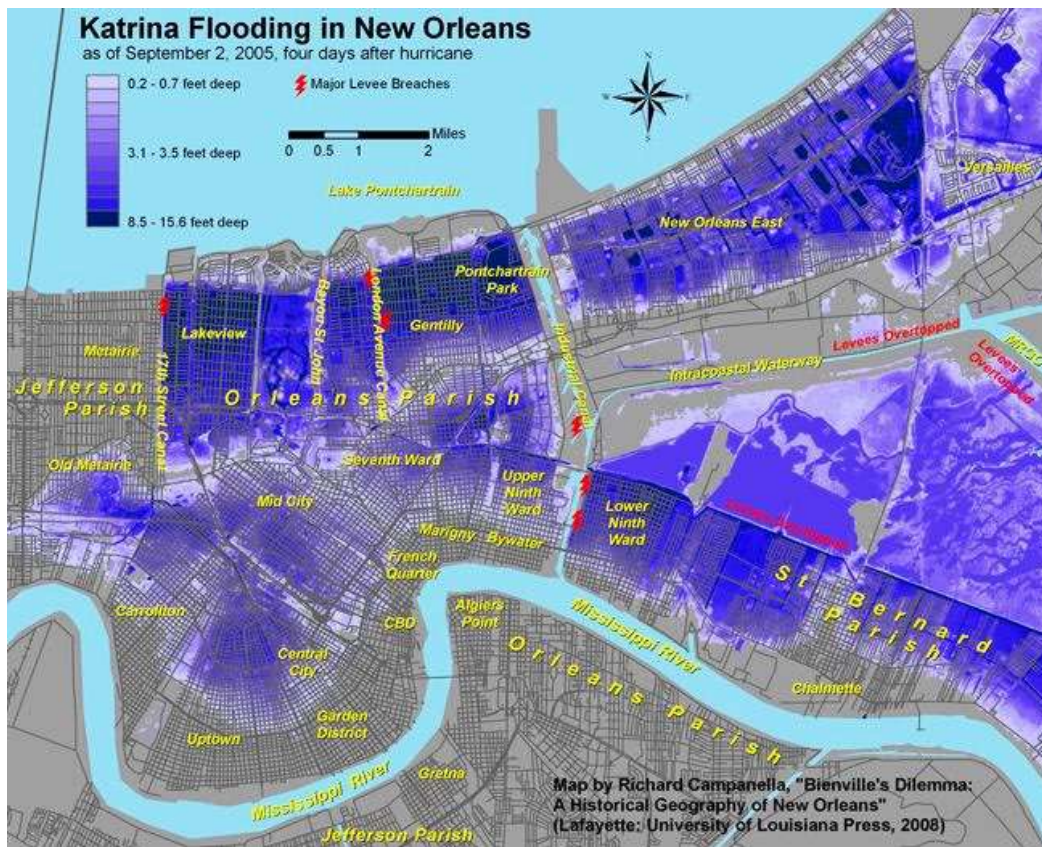 Katrina Flooding in New Orleans
as of September 2, 2005, four days after hurricane
0.2 - 0.7 feet deep
3.1 - 3.5 feet deep
8.5 - 15.6 feet deep
Major Levee Breaches
N
Miles
0 0.5 1 2
Lake Pontchartrain
Versailles
New Orleans East
Pontchartrain
Park
Lakeview
Bayou St. John
London Avenue Canal
Gentilly
Industrial Canal
Levees Overtopped
MRGO
Levees
Overtopped
Intracoastal Waterway
Metairie
17th Street Canal
Jefferson
Parish
Orleans Parish
Old Metairie
Seventh Ward
Mid City
Upper
Ninth
Ward
Lower
Ninth
Ward
Levees Overtopped
Marigny Bywater
French
Quarter
St. Bernard
Parish
Carrollton
CBD
Algiers
Point
Mississippi River
Orleans Parish
Central
City
Chalmette
Garden
District
Uptown
Gretna
Mississippi River
Jefferson Parish
Map by Richard Campanella, "Bienville's Dilemma:
A Historical Geography of New Orleans"
(Lafayette: University of Louisiana Press, 2008)